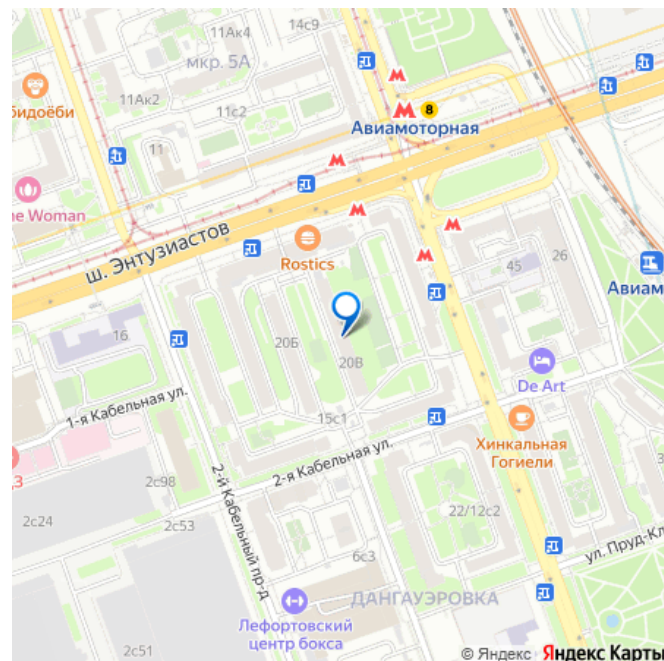 14с9
11Ак4
мкр. 5А
бидоёби
11Ак2
11с2
8
Авиамоторная
11
ne Woman
ш. Энтузиастов
Rostics
45
26
Авиам
16
20Б
20В
De Art
1-я Кабельная ул.
15с1
Хинкальная
Гогиели
2-я Кабельная ул.
ДЗ
2с98
2-й Кабельный пр-д
2с24
2с53
22/12с2
6с3
ул. Пруд-Кл
ДАНГАУЭРОВКА
Лефортовский
центр бокса
2с51
© Яндекс Яндекс Карты